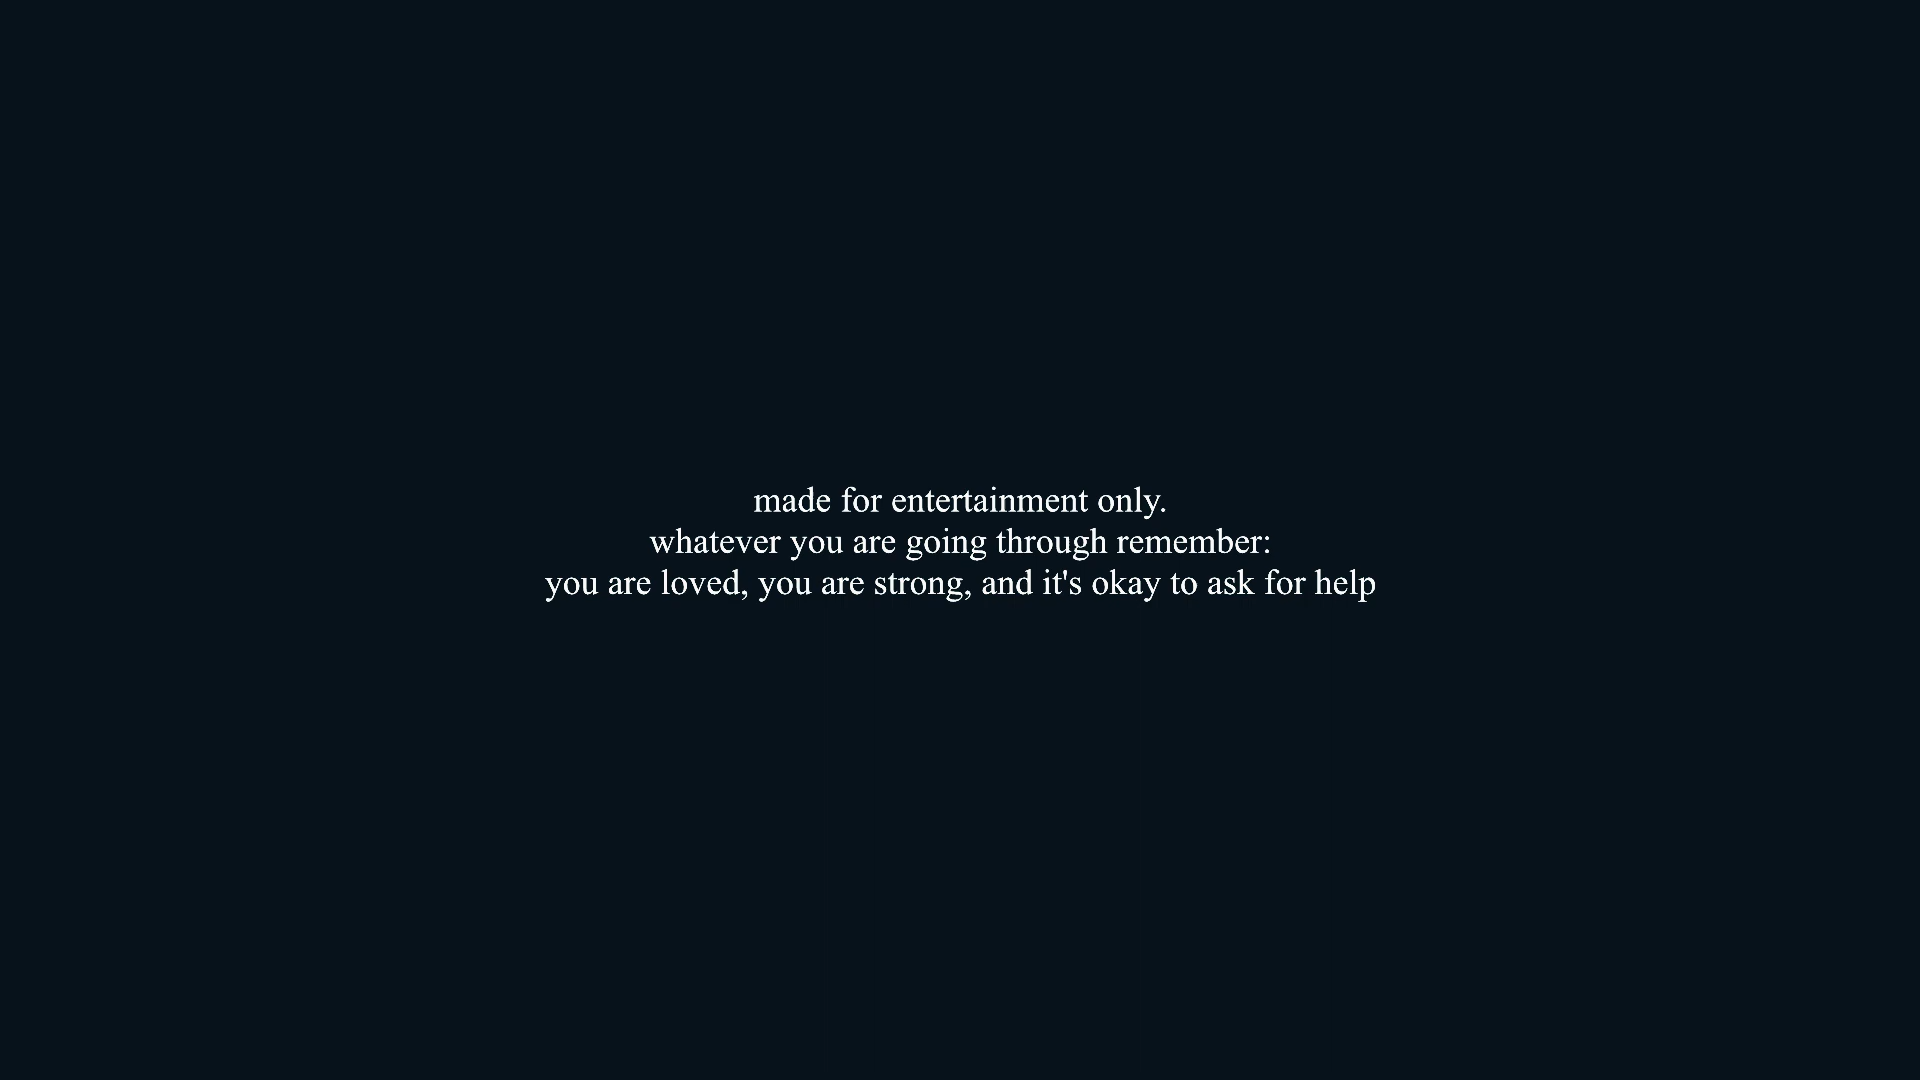 made for entertainment only.
whatever you are going through remember:
you are loved, you are strong, and it's okay to ask for help